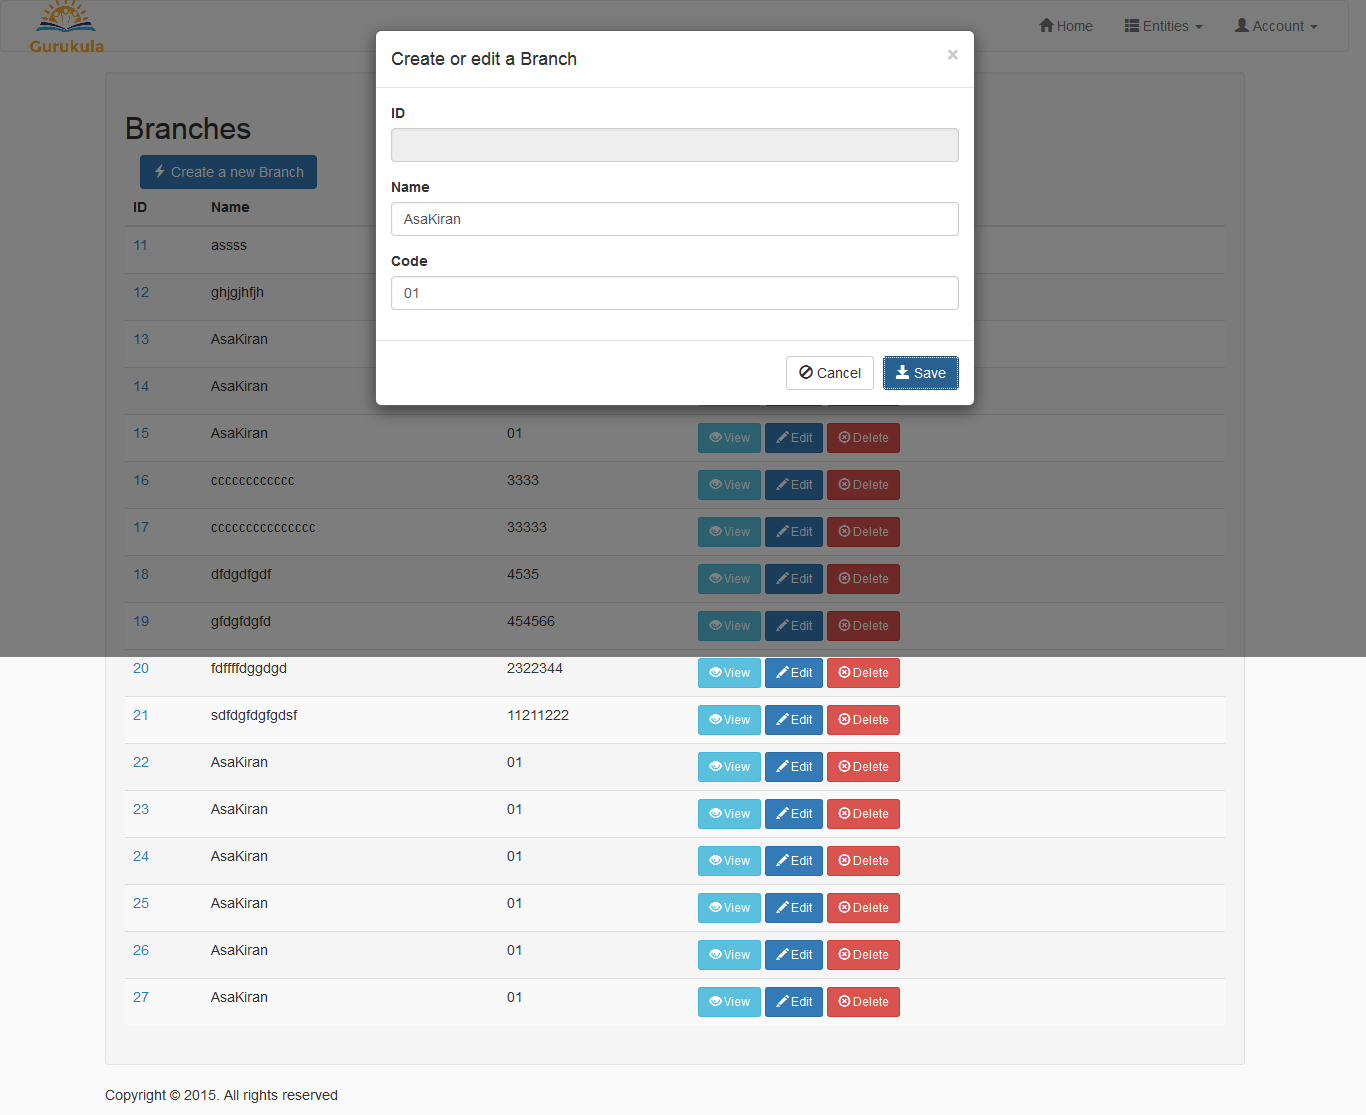 Gurukula
Home Entities Account
Create or edit a Branch ×
ID
Name
AsaKiran
Code
01
Cancel Save
Branches
Create a new Branch
ID Name
11 assss
12 ghjgjhfjh
13 AsaKiran
14 AsaKiran
15 AsaKiran 01 View Edit Delete
16 cccccccccccc 3333 View Edit Delete
17 ccccccccccccccc 33333 View Edit Delete
18 dfdgdfgdf 4535 View Edit Delete
19 gfdgfdgfd 454566 View Edit Delete
20 fdffffdggdgd 2322344 View Edit Delete
21 sdfdgfdgfgdsf 11211222 View Edit Delete
22 AsaKiran 01 View Edit Delete
23 AsaKiran 01 View Edit Delete
24 AsaKiran 01 View Edit Delete
25 AsaKiran 01 View Edit Delete
26 AsaKiran 01 View Edit Delete
27 AsaKiran 01 View Edit Delete
Copyright © 2015. All rights reserved